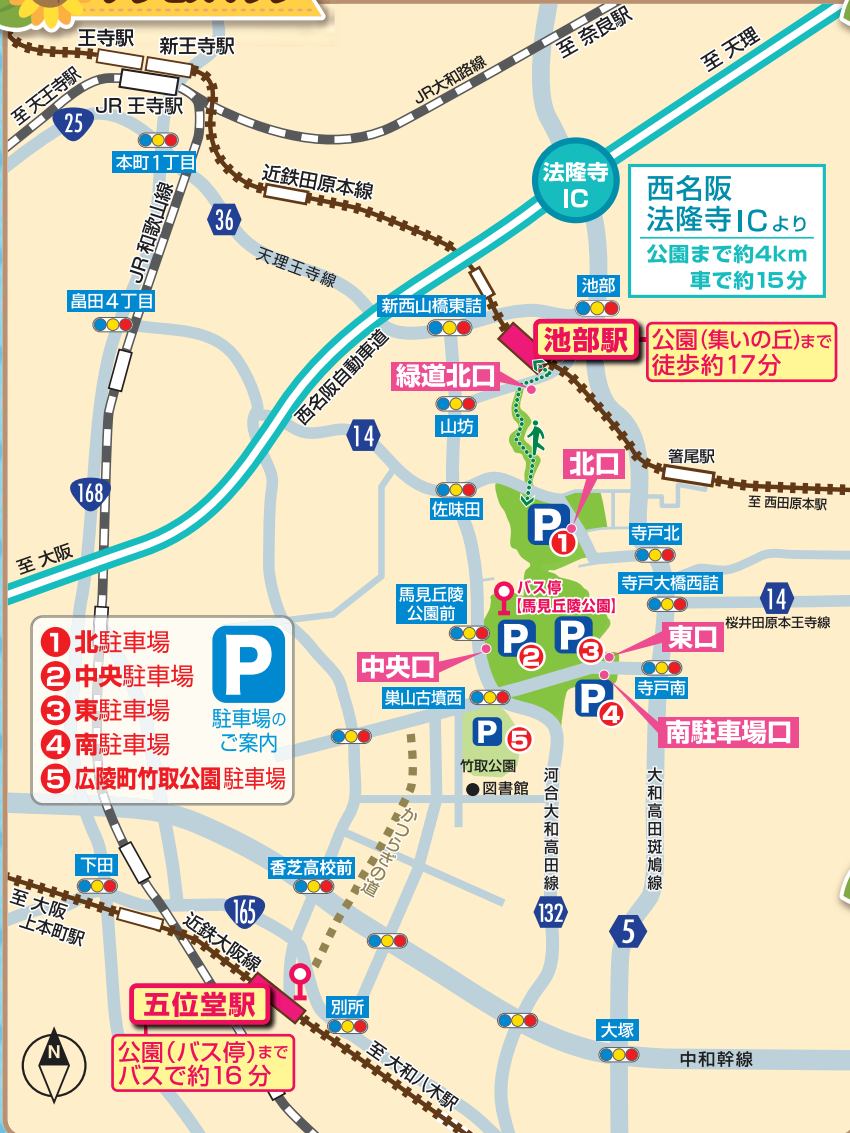 王寺駅
新王寺駅
至 奈良駅
至 天理
至 天王寺駅
JR 王寺駅
JR大和路線
25
本町1丁目
近鉄田原本線
法隆寺
IC
西名阪
法隆寺ICより
公園まで約4km
車で約15分
36
JR 和歌山線
天理王寺線
畠田4丁目
新西山橋東詰
池部
池部駅
公園(集いの丘)まで
徒歩約17分
西名阪自動車道
緑道北口
山坊
14
北口
箸尾駅
至 西田原本駅
168
佐味田
P
1
寺戸北
至 大阪
バス停
【馬見丘陵公園】
寺戸大橋西詰
14
桜井田原本王寺線
馬見丘陵
公園前
P
2
P
3
東口
中央口
寺戸南
巣山古墳西
P
4
南駐車場口
1 北駐車場
2 中央駐車場
3 東駐車場
4 南駐車場
5 広陵町竹取公園駐車場
P
駐車場の
ご案内
P
5
竹取公園
図書館
かつらぎの道
河合大和高田線
大和高田斑鳩線
下田
香芝高校前
165
132
5
至 大阪
上本町駅
近鉄大阪線
五位堂駅
公園(バス停)まで
バスで約16分
別所
大塚
中和幹線
至 大和八木駅
N